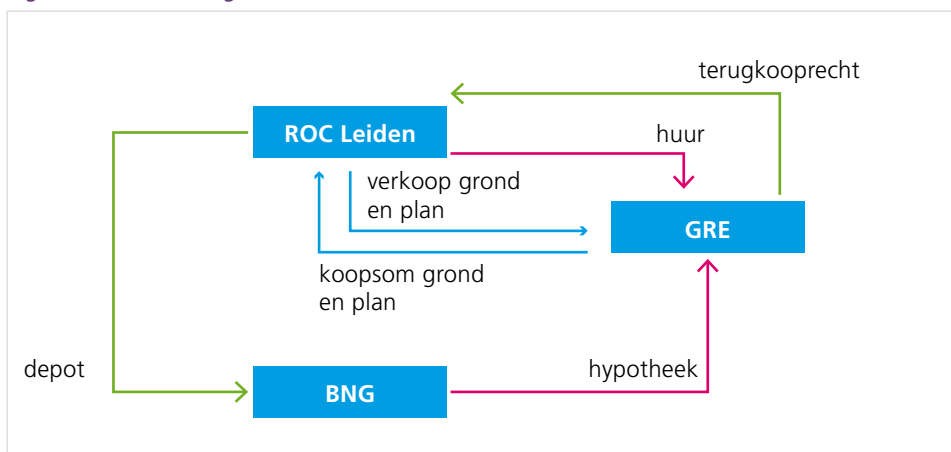 terugkooprecht
ROC Leiden
huur
verkoop grond
en plan
GRE
koopsom grond
en plan
depot
hypotheek
BNG